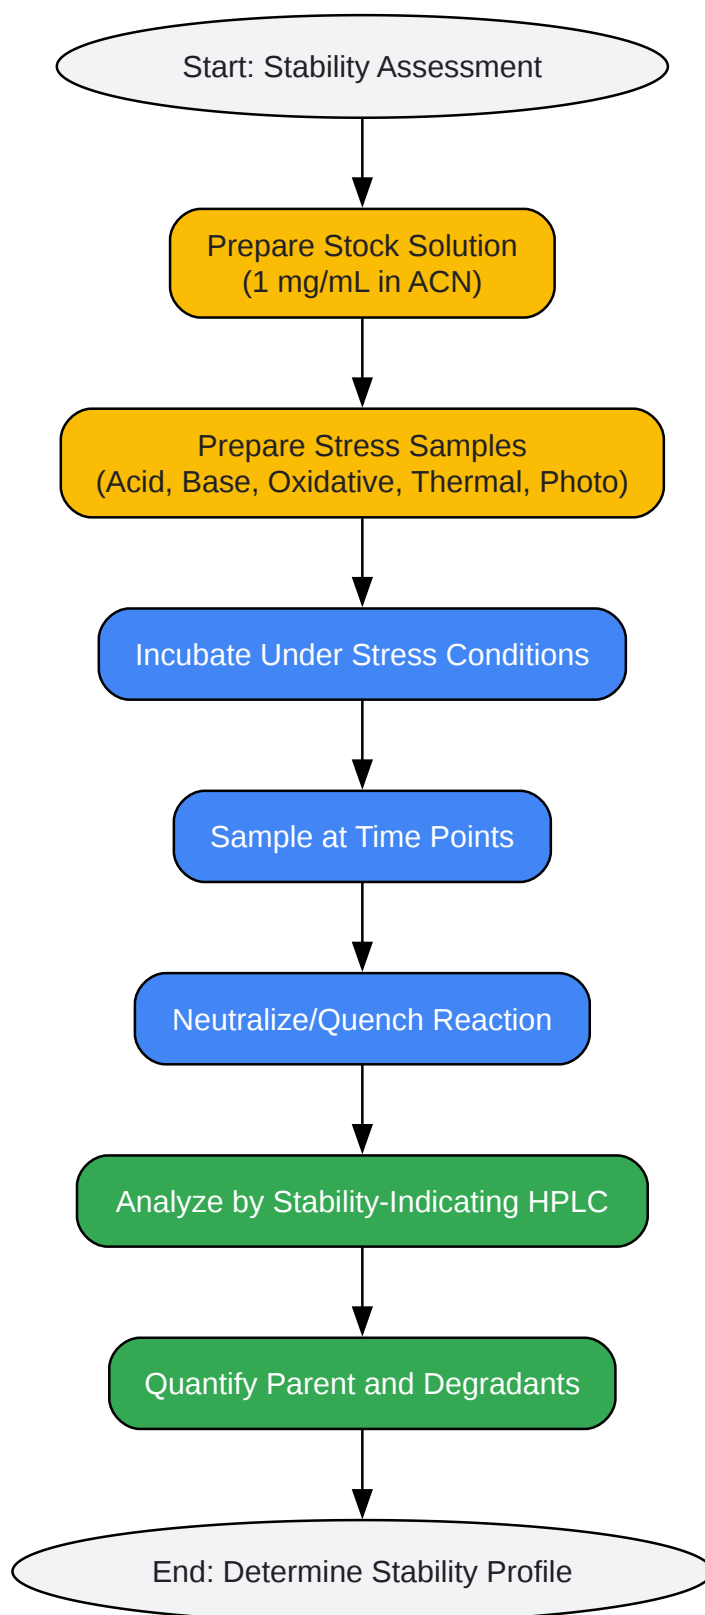 Start: Stability Assessment
Prepare Stock Solution
(1 mg/mL in ACN)
Prepare Stress Samples
(Acid, Base, Oxidative, Thermal, Photo)
Incubate Under Stress Conditions
Sample at Time Points
Neutralize/Quench Reaction
Analyze by Stability-Indicating HPLC
Quantify Parent and Degradants
End: Determine Stability Profile